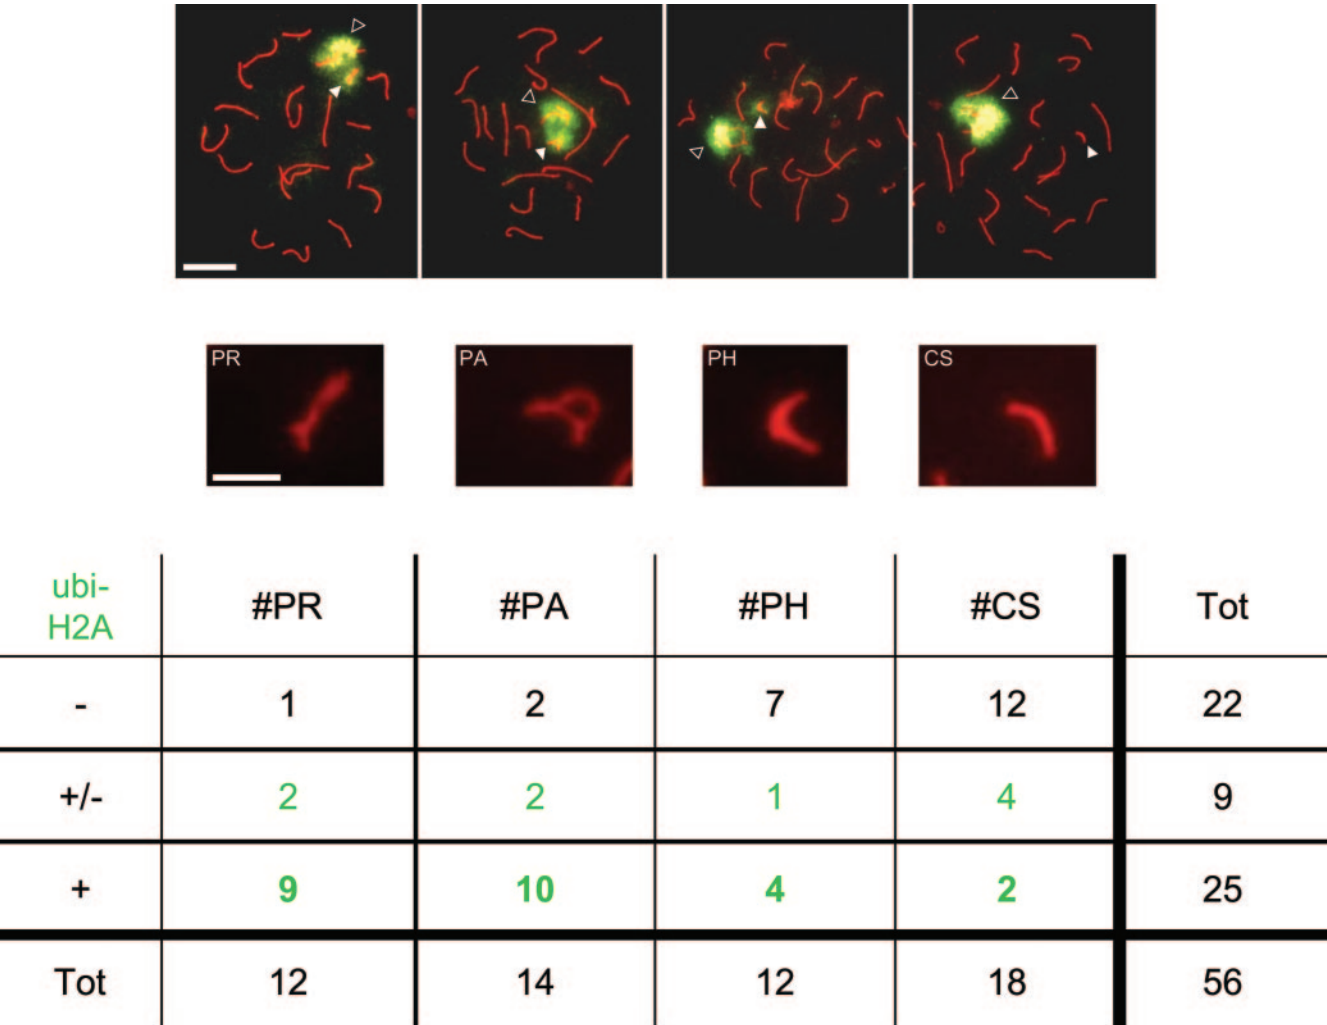 PR PA PH CS
ubi-
H2A #PR #PA #PH #CS Tot
- 1 2 7 12 22
+/- 2 2 1 4 9
+ 9 10 4 2 25
Tot 12 14 12 18 56